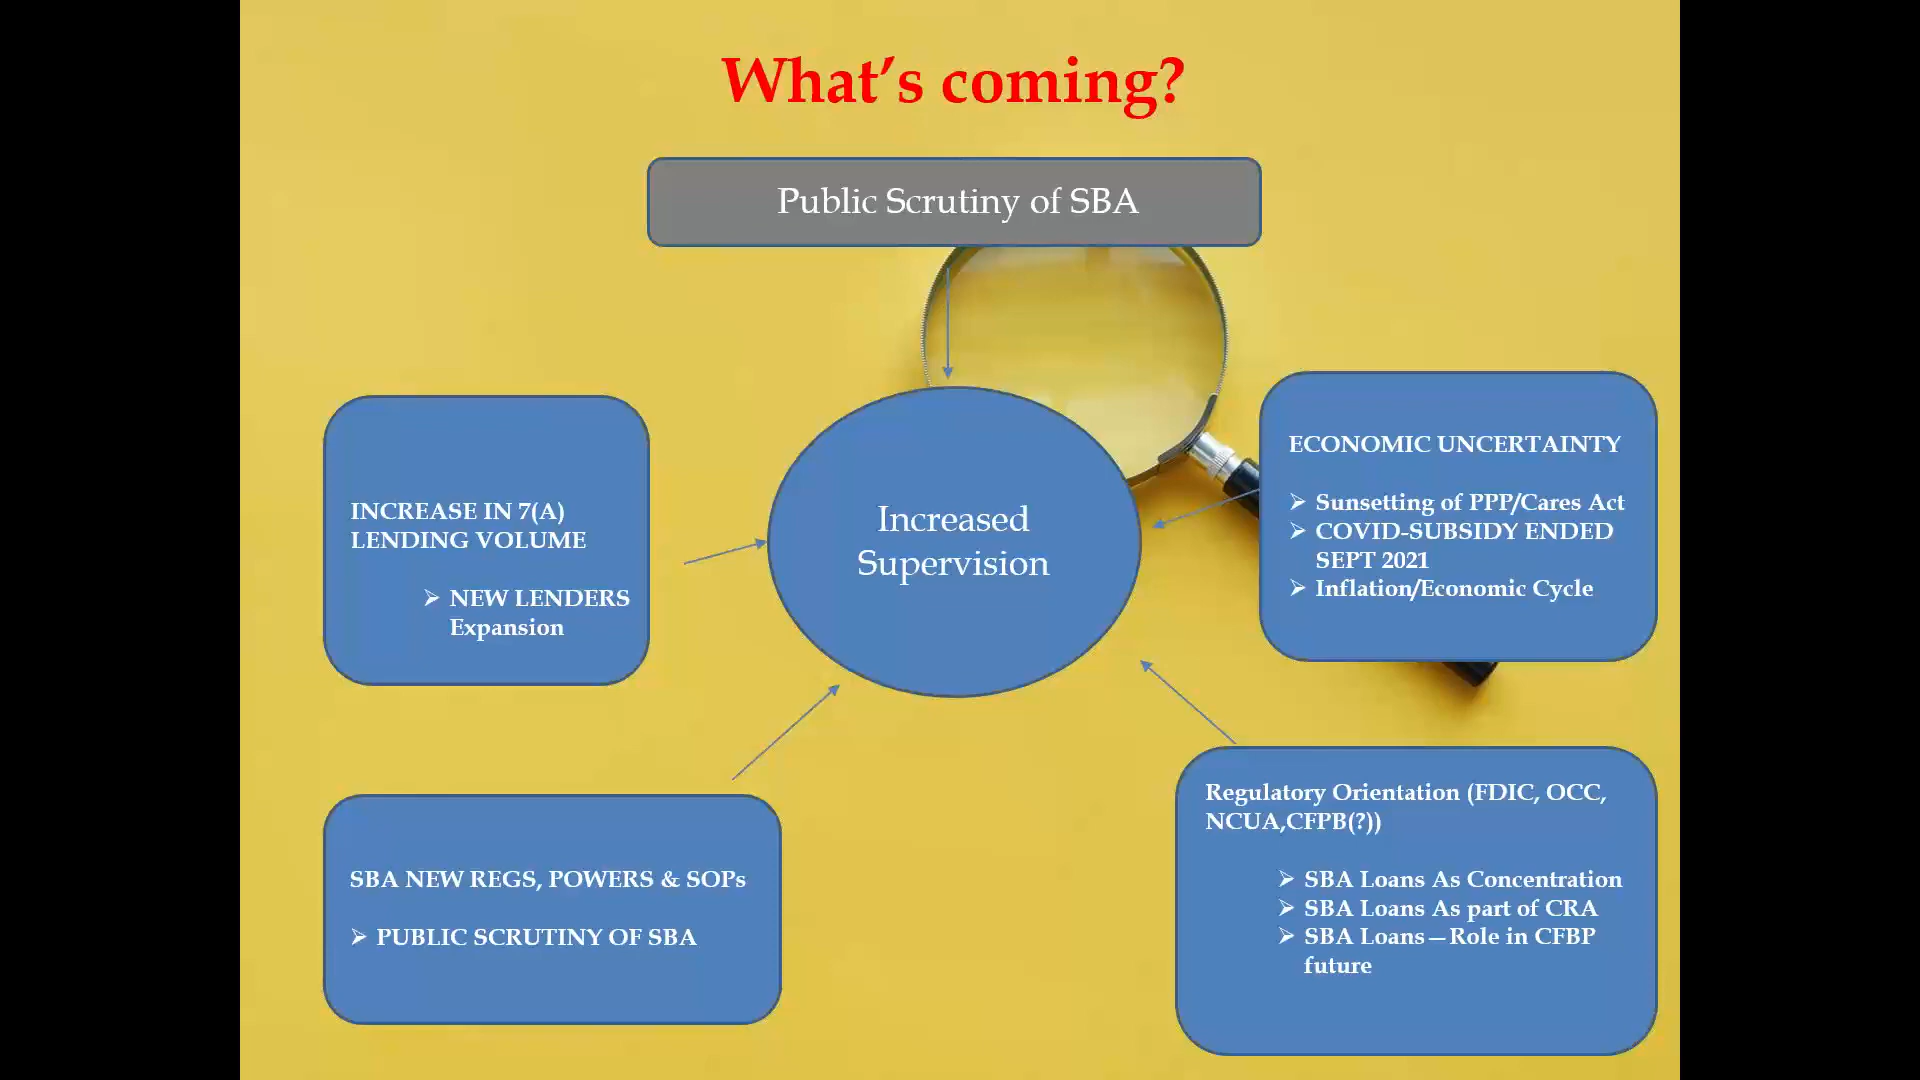 What’s coming?
Public Scrutiny of SBA
Increased
Supervision
INCREASE IN 7(A)
LENDING VOLUME
➢ NEW LENDERS
Expansion
ECONOMIC UNCERTAINTY
➢ Sunsetting of PPP/Cares Act
➢ COVID-SUBSIDY ENDED
SEPT 2021
➢ Inflation/Economic Cycle
SBA NEW REGS, POWERS & SOPs
➢ PUBLIC SCRUTINY OF SBA
Regulatory Orientation (FDIC, OCC,
NCUA,CFPB(?))
➢ SBA Loans As Concentration
➢ SBA Loans As part of CRA
➢ SBA Loans—Role in CFBP
future